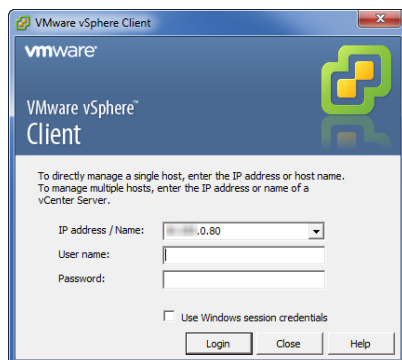 VMware vSphere Client
vmware®
VMware vSphere™
Client
To directly manage a single host, enter the IP address or host name.
To manage multiple hosts, enter the IP address or name of a
vCenter Server.
IP address / Name:
.0.80
User name:
Password:
Use Windows session credentials
Login
Close
Help